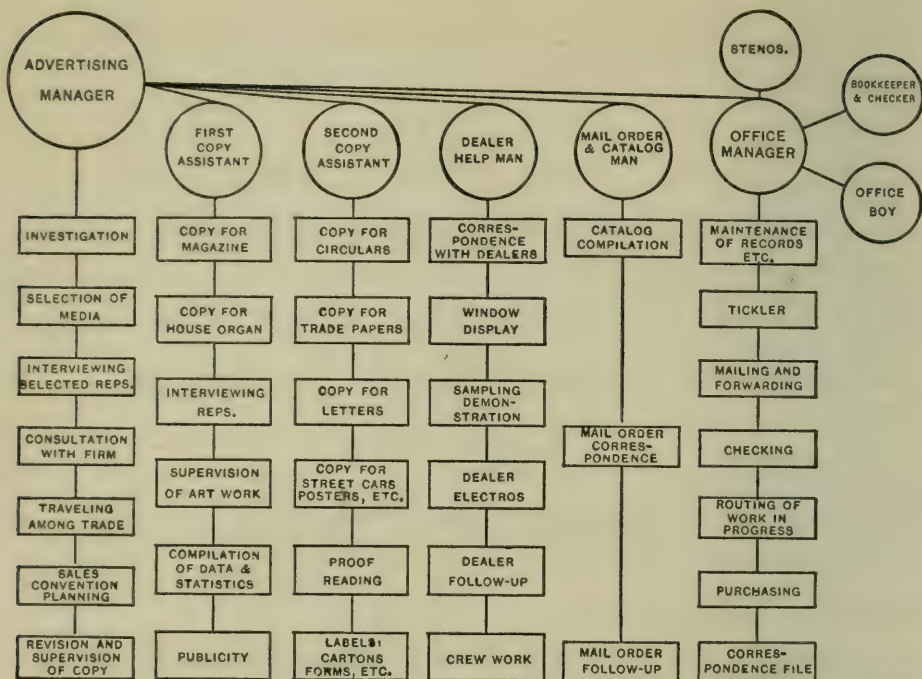 ADVERTISING
MANAGER
FIRST
COPY
ASSISTANT
SECOND
COPY
ASSISTANT
DEALER
HELP MAN
MAIL ORDER
& CATALOG
MAN
STENOS.
OFFICE
MANAGER
BOOKKEEPER
& CHECKER
OFFICE
BOY
INVESTIGATION
SELECTION OF
MEDIA
INTERVIEWING
SELECTED REPS.
CONSULTATION
WITH FIRM
TRAVELING
AMONG TRADE
SALES
CONVENTION
PLANNING
REVISION AND
SUPERVISION
OF COPY
COPY FOR
MAGAZINE
COPY FOR
HOUSE ORGAN
INTERVIEWING
REPS.
SUPERVISION
OF ART WORK
COMPILATION
OF DATA &
STATISTICS
PUBLICITY
COPY FOR
CIRCULARS
COPY FOR
TRADE PAPERS
COPY FOR
LETTERS
COPY FOR
STREET CARS
POSTERS, ETC.
PROOF
READING
LABELS:
CARTONS
FORMS, ETC.
CORRES-
PONDENCE
WITH DEALERS
WINDOW
DISPLAY
SAMPLING
DEMON-
STRATION
DEALER
ELECTROS
DEALER
FOLLOW-UP
CREW WORK
CATALOG
COMPILATION
MAIL ORDER
CORRES-
PONDENCE
MAIL ORDER
FOLLOW-UP
MAINTENANCE
OF RECORDS
ETC.
TICKLER
MAILING AND
FORWARDING
CHECKING
ROUTING OF
WORK IN
PROGRESS
PURCHASING
CORRES-
PONDENCE FILE